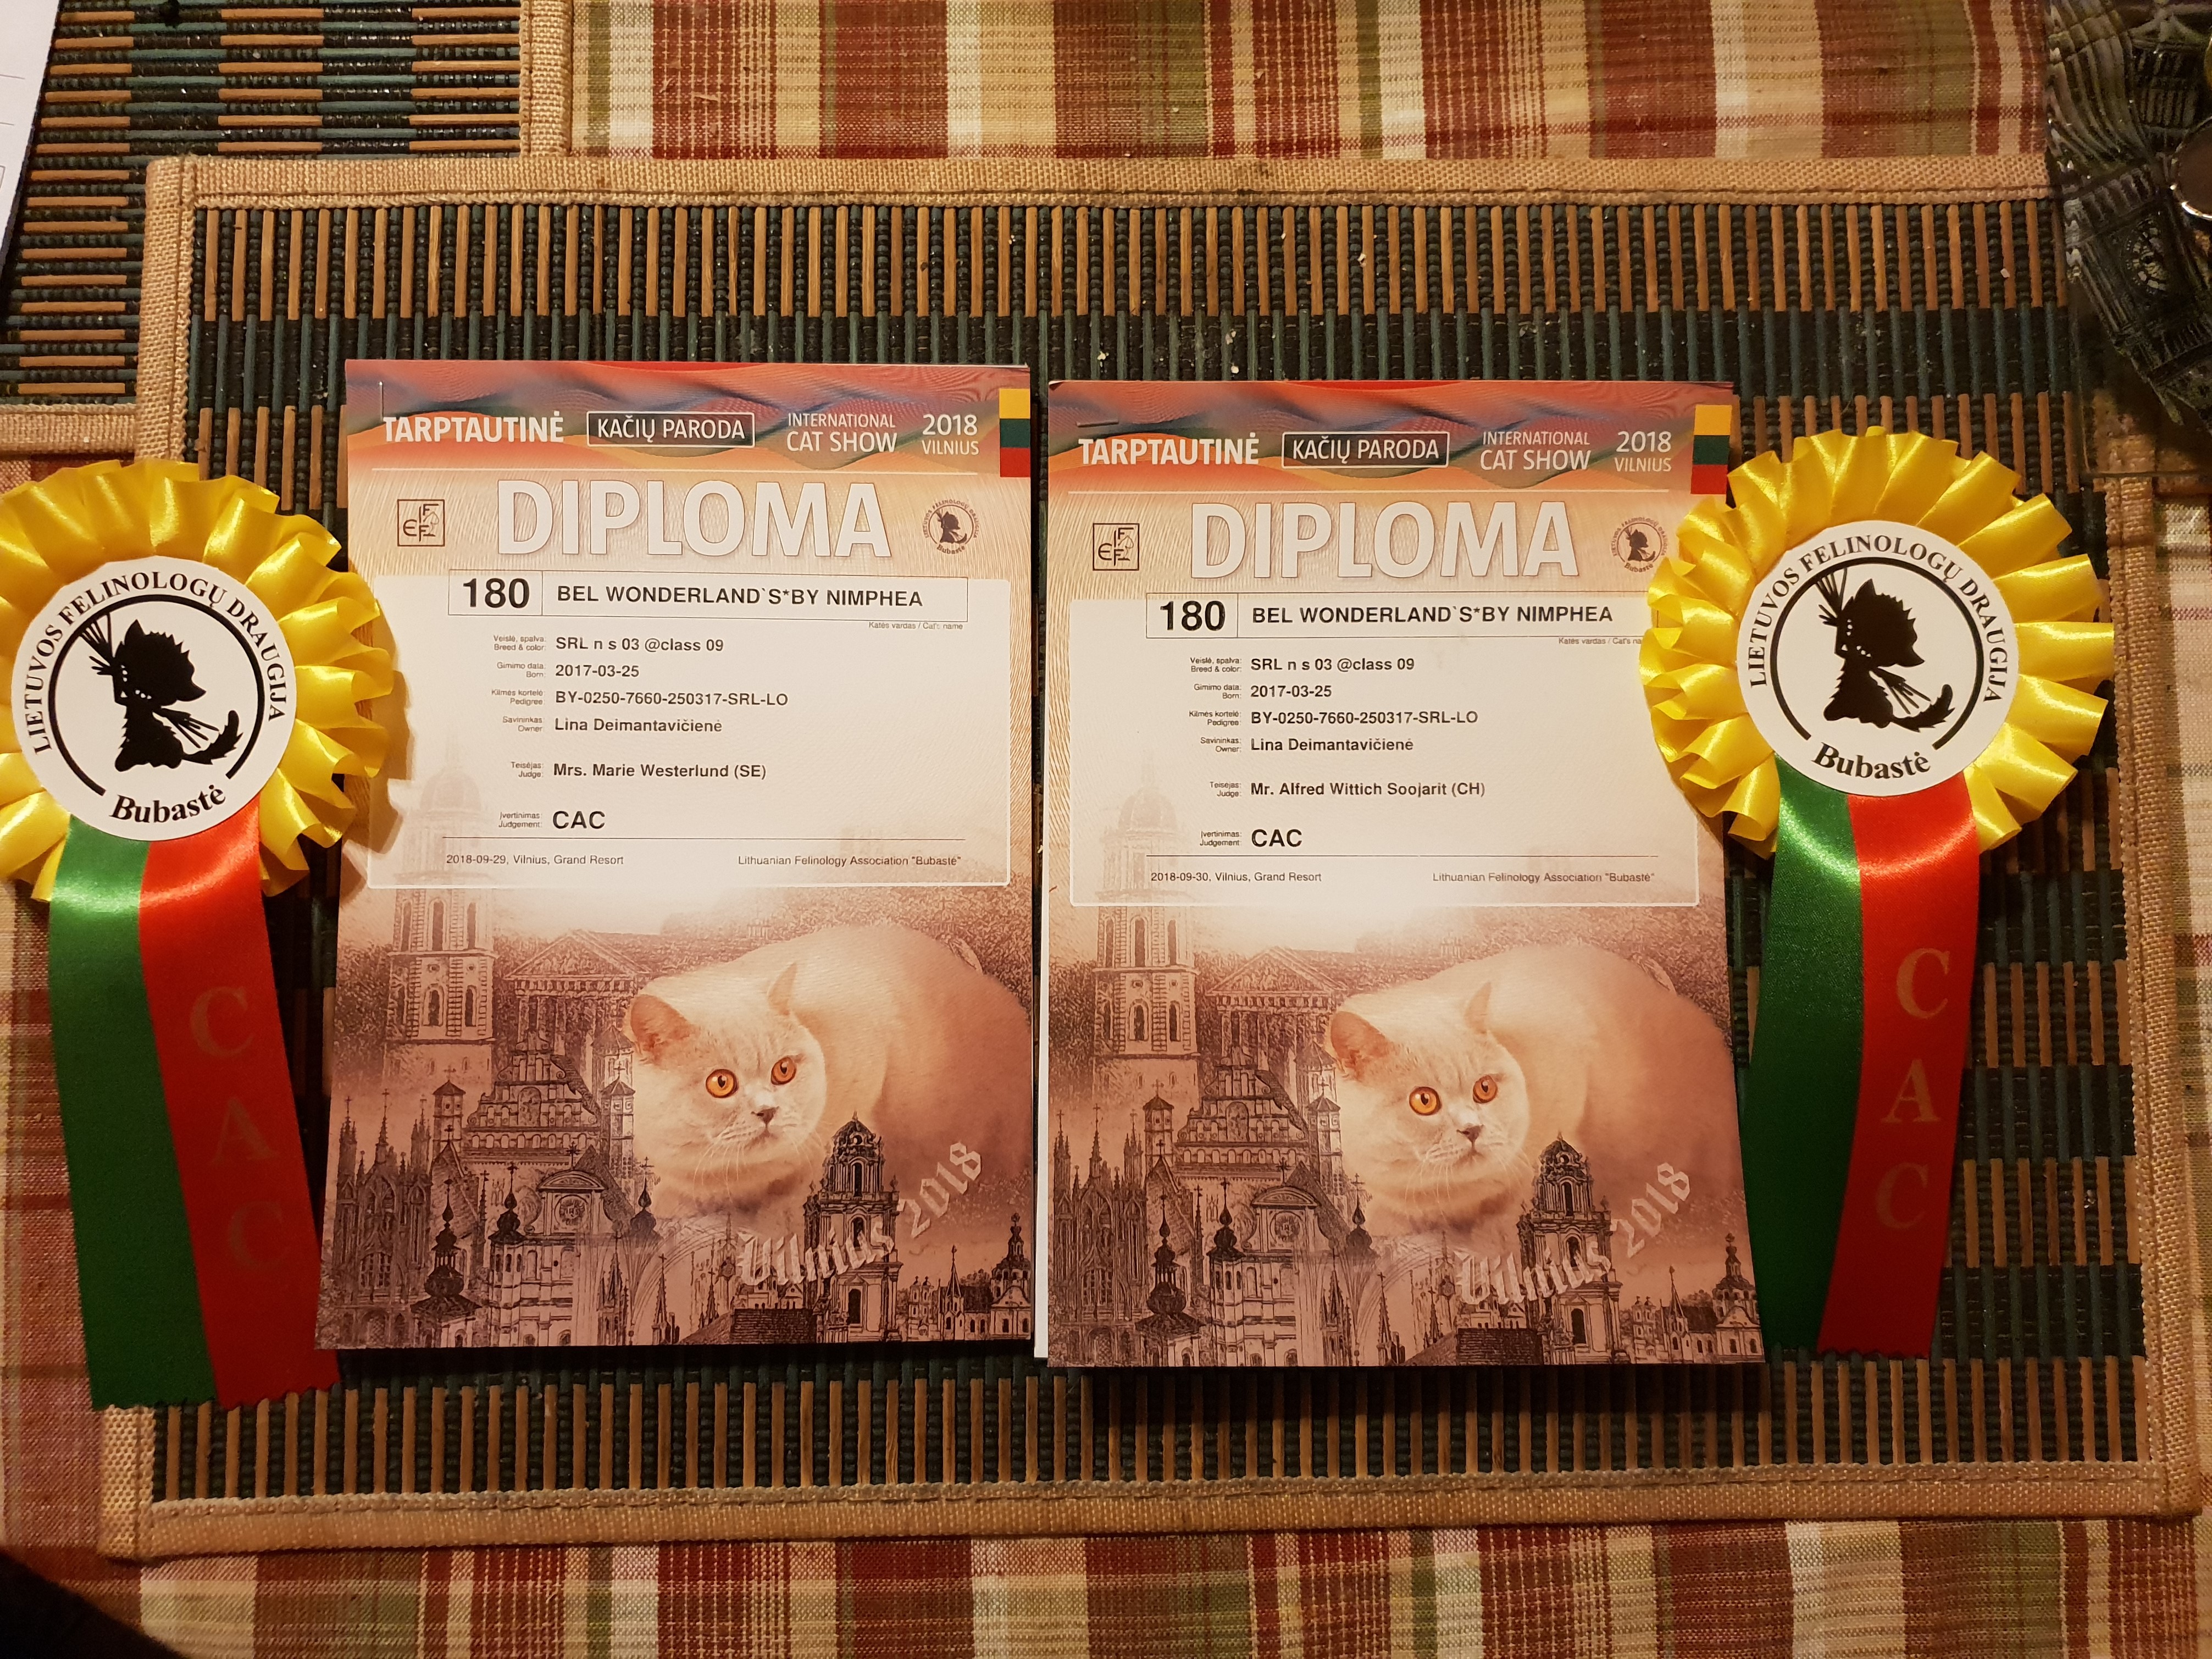 LIETUVOS FELINOLOGŲ DRAUGIJA
Bubastė
CAC
TARPTAUTINĖ KAČIŲ PARODA INTERNATIONAL CAT SHOW 2018 VILNIUS
DIPLOMA
180 BEL WONDERLAND`S*BY NIMPHEA
Katės vardas / Cat's name
Veislė, spalva: Breed & color: SRL n s 03 @class 09
Gimimo data: Born: 2017-03-25
Kilmės kortelė: Pedigree: BY-0250-7660-250317-SRL-LO
Savininkas: Owner: Lina Deimantavičienė
Teisėjas: Judge: Mrs. Marie Westerlund (SE)
Įvertinimas: Judgement: CAC
2018-09-29, Vilnius, Grand Resort Lithuanian Felinology Association "Bubastė"
Vilnius 2018
TARPTAUTINĖ KAČIŲ PARODA INTERNATIONAL CAT SHOW 2018 VILNIUS
DIPLOMA
180 BEL WONDERLAND`S*BY NIMPHEA
Katės vardas / Cat's
Veislė, spalva: Breed & color: SRL n s 03 @class 09
Gimimo data: Born: 2017-03-25
Kilmės kortelė: Pedigree: BY-0250-7660-250317-SRL-LO
Savininkas: Owner: Lina Deimantavičienė
Teisėjas: Judge: Mr. Alfred Wittich Soojarit (CH)
Įvertinimas: Judgement: CAC
2018-09-30, Vilnius, Grand Resort Lithuanian Felinology Association "Bubastė"
Vilnius 2018
LIETUVOS FELINOLOGŲ DRAUGIJA
Bubastė
CAC